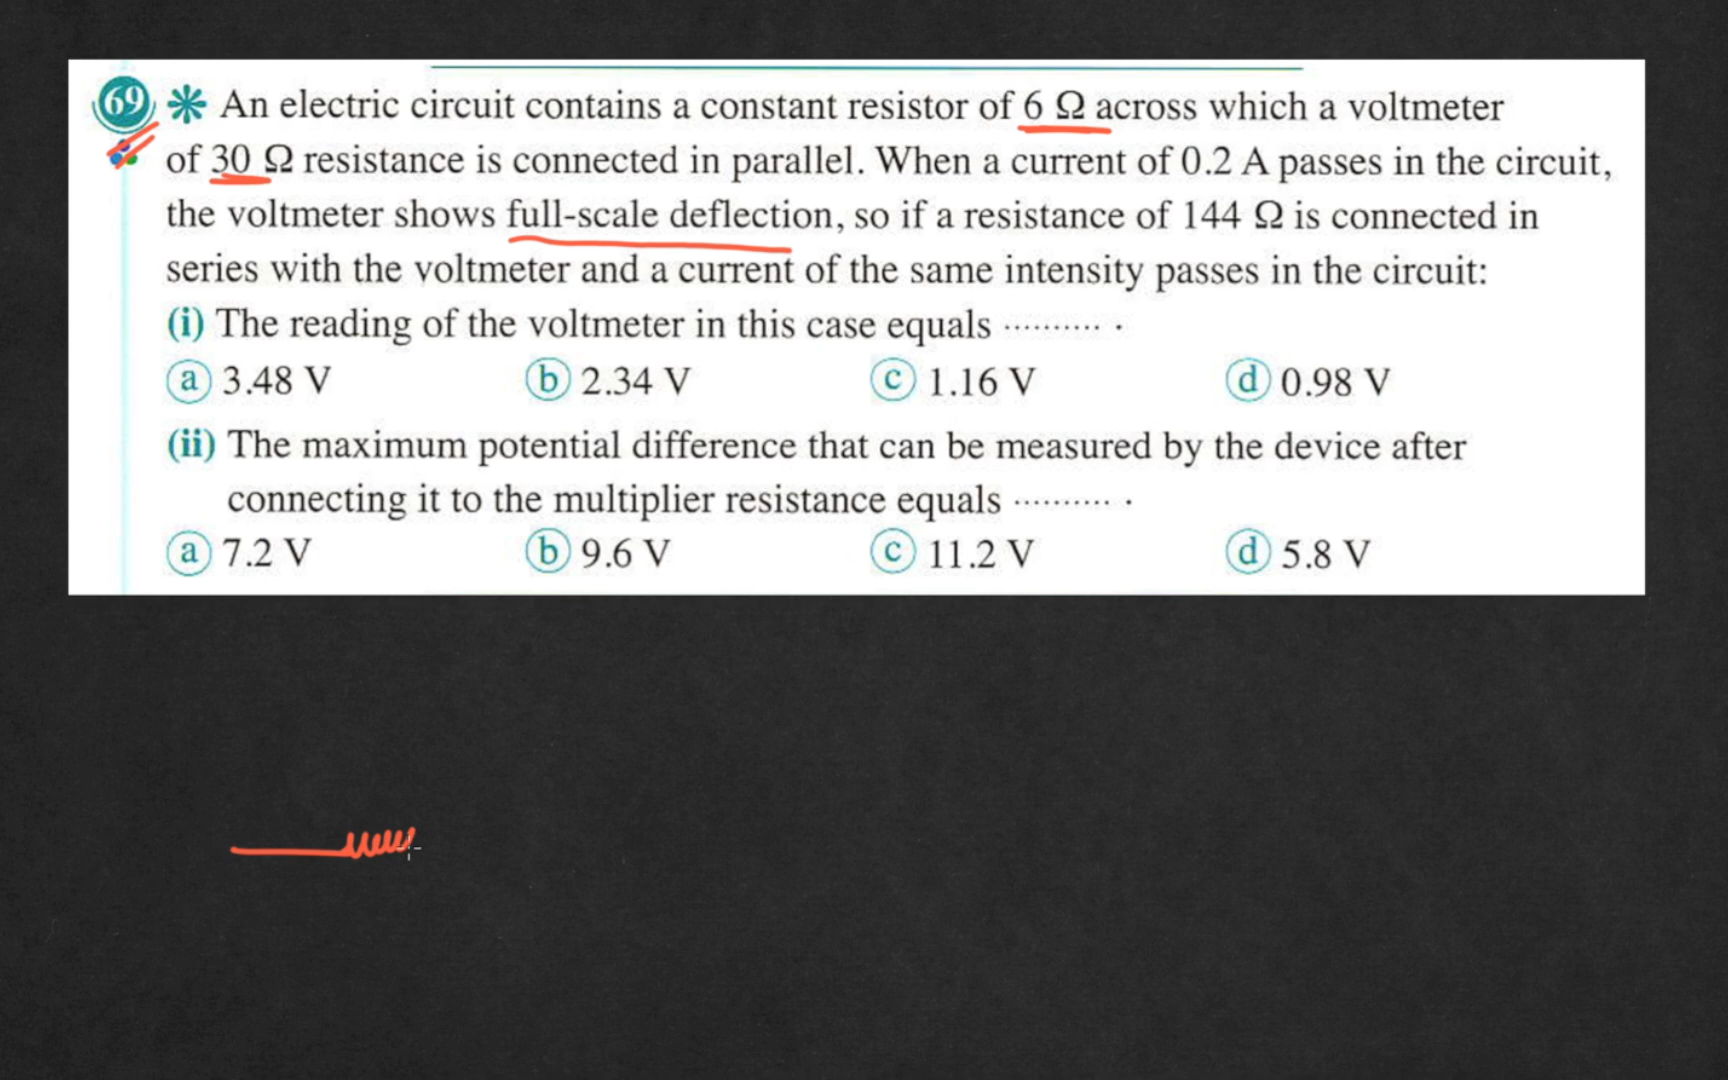 69 * An electric circuit contains a constant resistor of 6 Ω across which a voltmeter
of 30 Ω resistance is connected in parallel. When a current of 0.2 A passes in the circuit,
the voltmeter shows full-scale deflection, so if a resistance of 144 Ω is connected in
series with the voltmeter and a current of the same intensity passes in the circuit:
(i) The reading of the voltmeter in this case equals .......... .
a 3.48 V b 2.34 V c 1.16 V d 0.98 V
(ii) The maximum potential difference that can be measured by the device after
connecting it to the multiplier resistance equals .......... .
a 7.2 V b 9.6 V c 11.2 V d 5.8 V